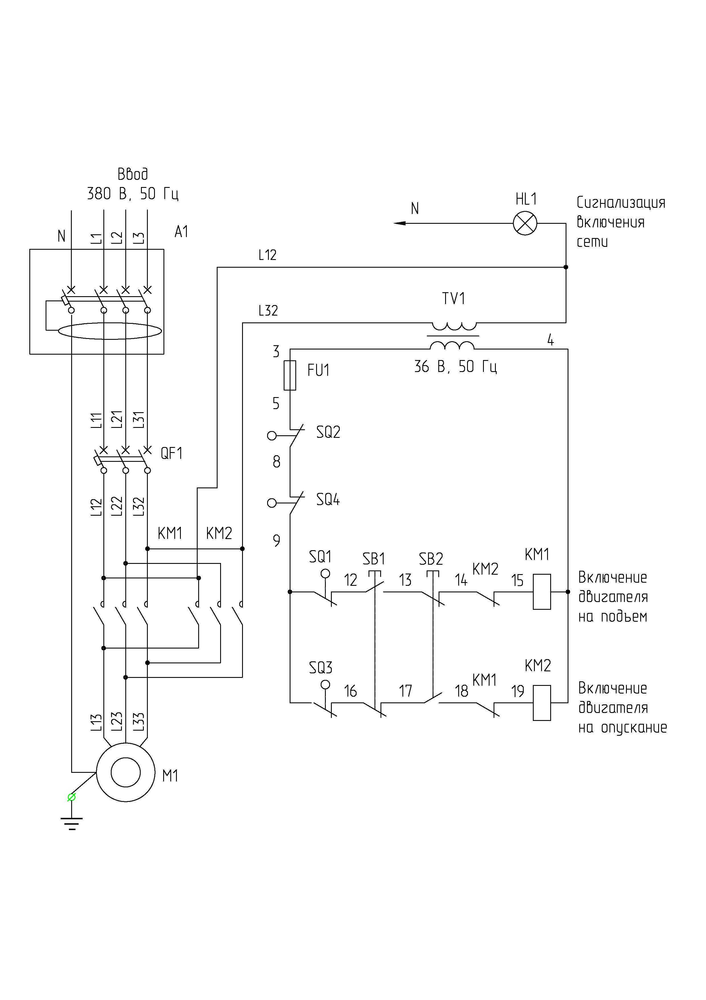 Ввод
380 В, 50 Гц
N
L1
L2
L3
A1
N
HL1
Сигнализация
включения
сети
L12
L32
TV1
4
36 В, 50 Гц
3
FU1
5
L11
L21
L31
QF1
SQ2
8
L12
L22
L32
SQ4
KM1
KM2
9
SQ1
SB1
SB2
KM2
KM1
12
13
14
15
Включение
двигателя
на подьем
SQ3
KM1
KM2
16
17
18
19
Включение
двигателя
на опускание
L13
L23
L33
M1